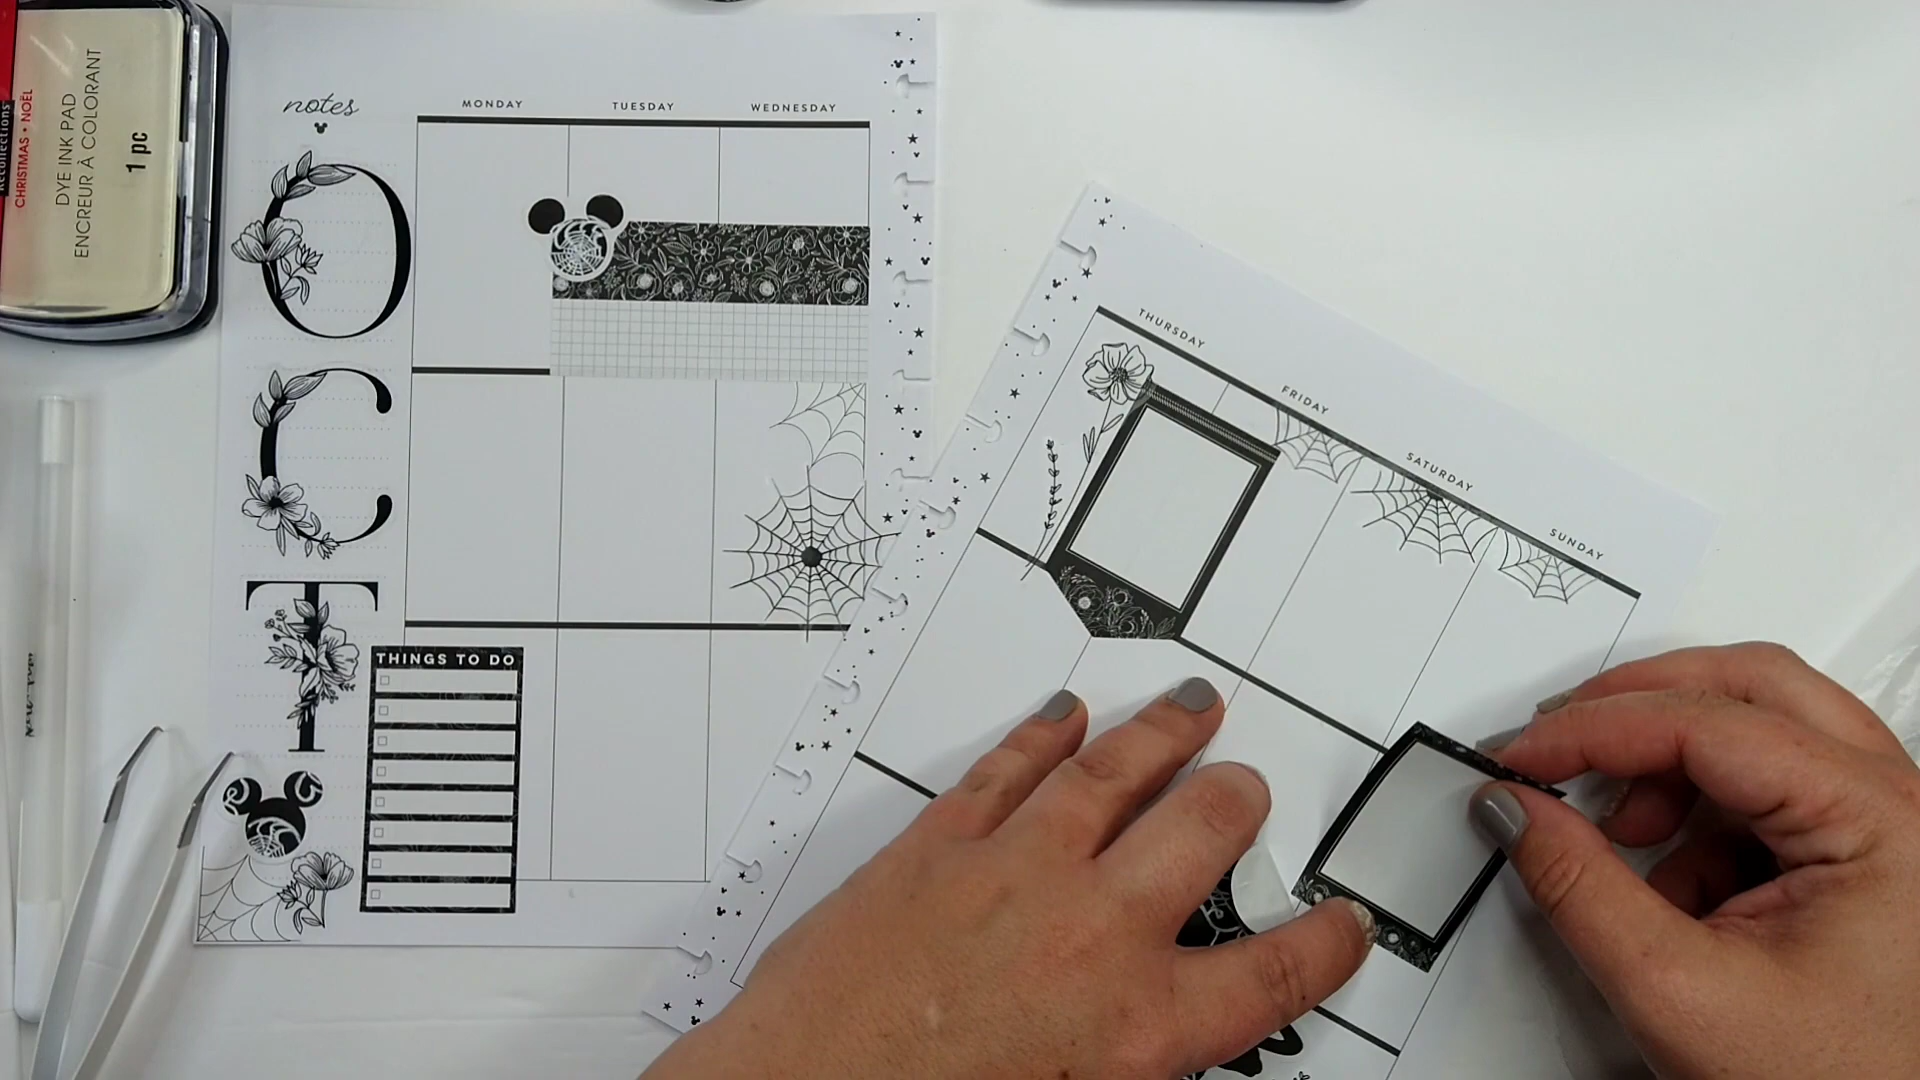 Recollections
CHRISTMAS • NOËL
DYE INK PAD
ENCREUR À COLORANT
1 pc
notes
MONDAY
TUESDAY
WEDNESDAY
O
C
T
THINGS TO DO
THURSDAY
FRIDAY
SATURDAY
SUNDAY